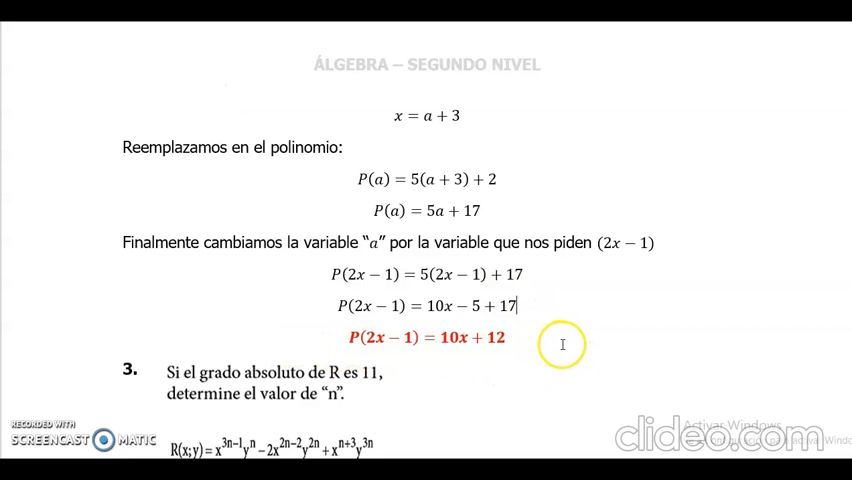 ÁLGEBRA – SEGUNDO NIVEL
x = a + 3
Reemplazamos en el polinomio:
P(a) = 5(a + 3) + 2
P(a) = 5a + 17
Finalmente cambiamos la variable "a" por la variable que nos piden (2x − 1)
P(2x − 1) = 5(2x − 1) + 17
P(2x − 1) = 10x − 5 + 17
P(2x − 1) = 10x + 12
3. Si el grado absoluto de R es 11,
determine el valor de "n".
R(x;y) = x^{3n−1}y^{n} − 2x^{2n−2}y^{2n} + x^{n+3}y^{3n}
RECORDED WITH
SCREENCAST MATIC
Activar Windows
clideo.com